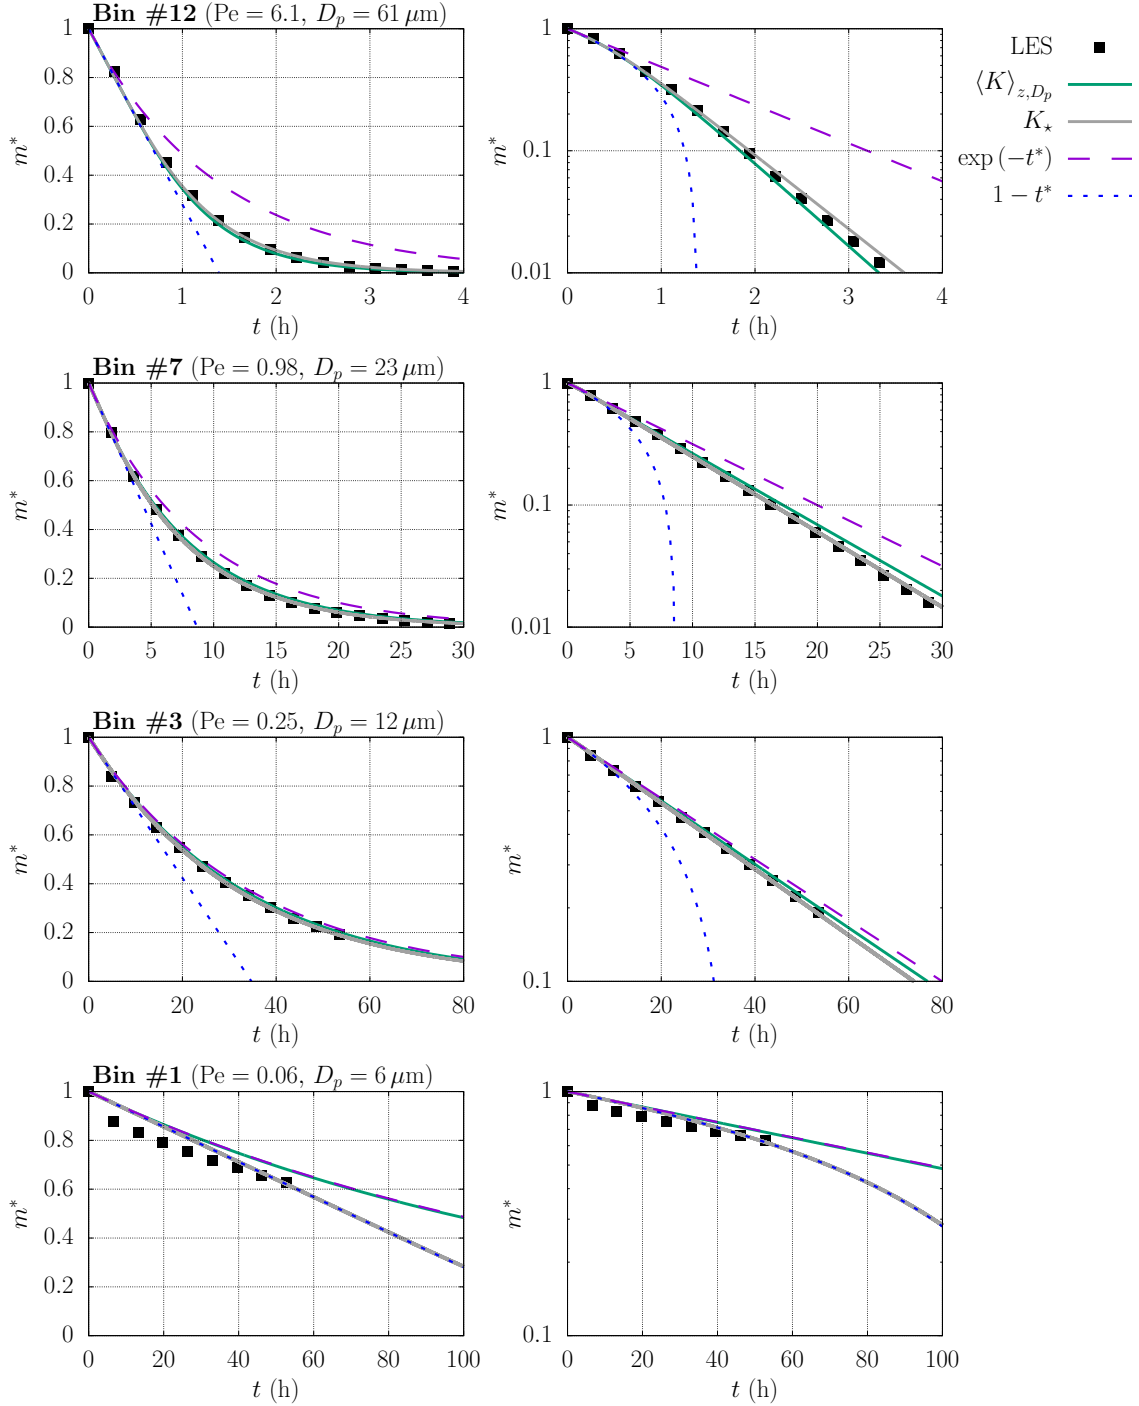 Bin #12 (Pe = 6.1, D_p = 61 μm)
1
0.8
0.6
0.4
0.2
0
m*
0 1 2 3 4
t (h)
1
0.1
0.01
m*
0 1 2 3 4
t (h)
LES
⟨K⟩_{z,D_p}
K_⋆
exp (−t*)
1 − t*
Bin #7 (Pe = 0.98, D_p = 23 μm)
1
0.8
0.6
0.4
0.2
0
m*
0 5 10 15 20 25 30
t (h)
1
0.1
0.01
m*
0 5 10 15 20 25 30
t (h)
Bin #3 (Pe = 0.25, D_p = 12 μm)
1
0.8
0.6
0.4
0.2
0
m*
0 20 40 60 80
t (h)
1
0.1
m*
0 20 40 60 80
t (h)
Bin #1 (Pe = 0.06, D_p = 6 μm)
1
0.8
0.6
0.4
0.2
0
m*
0 20 40 60 80 100
t (h)
1
0.1
m*
0 20 40 60 80 100
t (h)